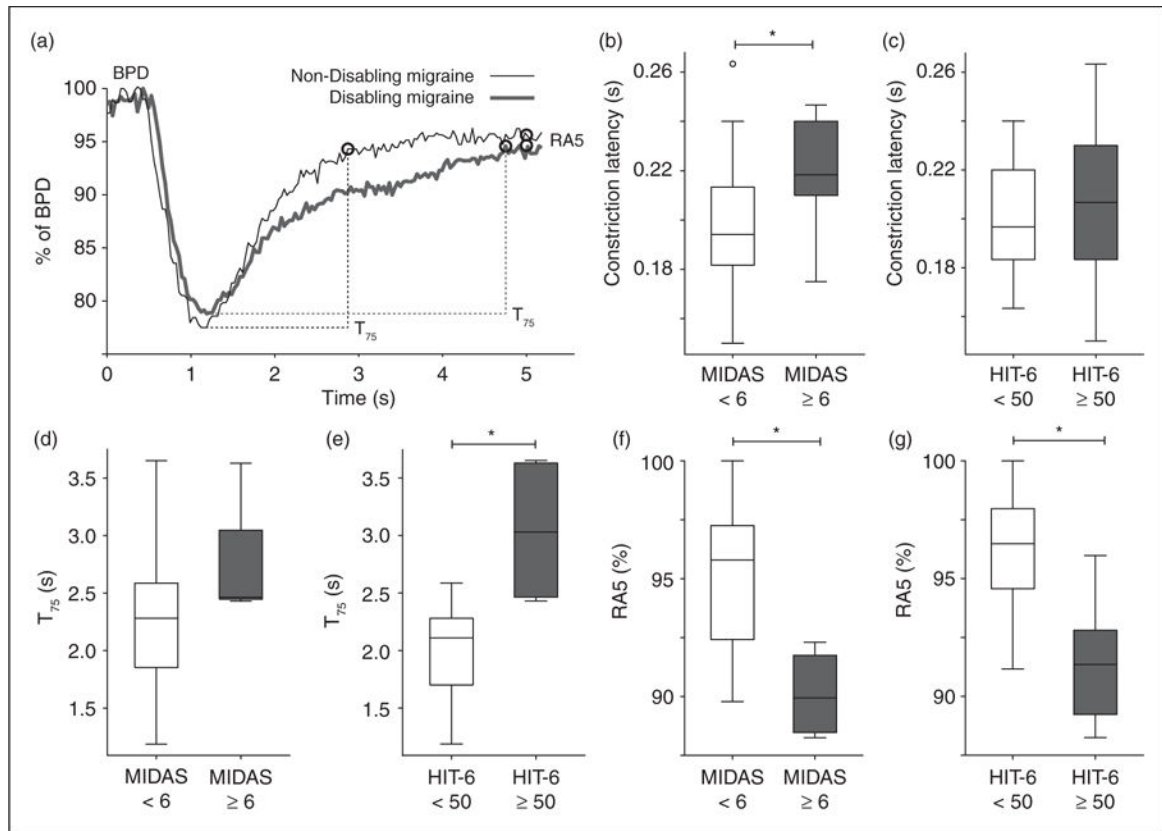 (a)
BPD
Non-Disabling migraine
Disabling migraine
RA5
T75
T75
% of BPD
100
95
90
85
80
0 1 2 3 4 5
Time (s)
(b)
*
Constriction latency (s)
0.26
0.22
0.18
MIDAS MIDAS
< 6 ≥ 6
(c)
Constriction latency (s)
0.26
0.22
0.18
HIT-6 HIT-6
< 50 ≥ 50
(d)
T75 (s)
3.5
3.0
2.5
2.0
1.5
MIDAS MIDAS
< 6 ≥ 6
(e)
*
T75 (s)
3.5
3.0
2.5
2.0
1.5
HIT-6 HIT-6
< 50 ≥ 50
(f)
*
RA5 (%)
100
95
90
MIDAS MIDAS
< 6 ≥ 6
(g)
*
RA5 (%)
100
95
90
HIT-6 HIT-6
< 50 ≥ 50